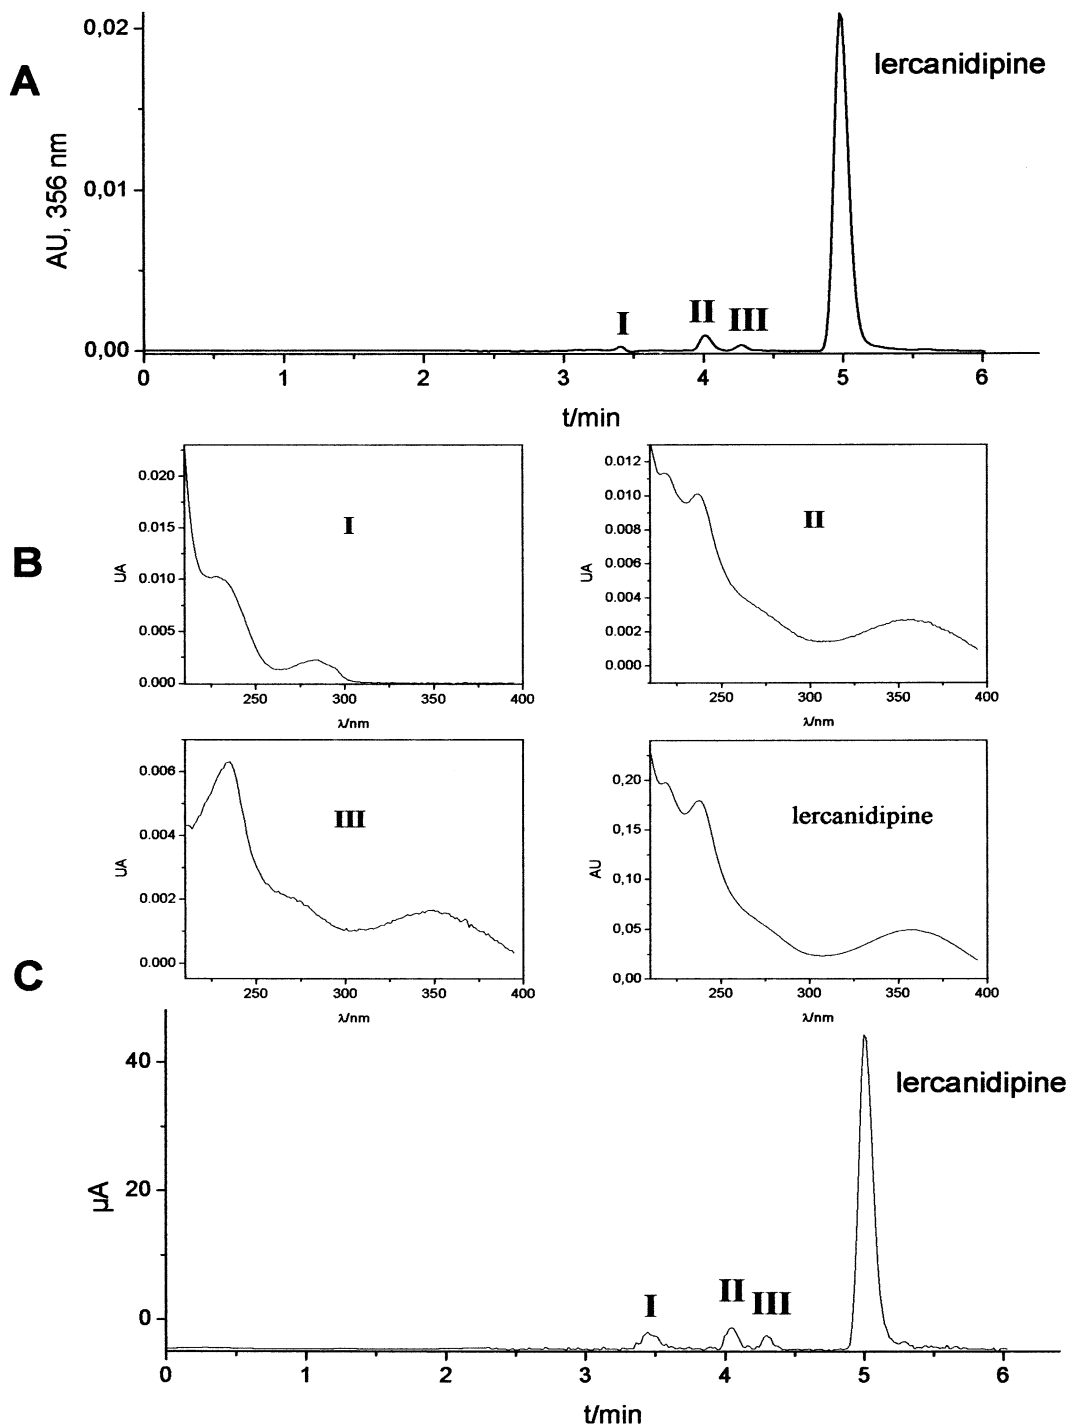 A
AU, 356 nm
0,02
0,01
0,00
lercanidipine
I II III
0 1 2 3 4 5 6
t/min
B
UA
0.020
0.015
0.010
0.005
0.000
I
250 300 350 400
λ/nm
UA
0.012
0.010
0.008
0.006
0.004
0.002
0.000
II
250 300 350 400
λ/nm
UA
0.006
0.004
0.002
0.000
III
250 300 350 400
λ/nm
AU
0,20
0,15
0,10
0,05
0,00
lercanidipine
250 300 350 400
λ/nm
C
µA
40
20
0
lercanidipine
I II III
0 1 2 3 4 5 6
t/min